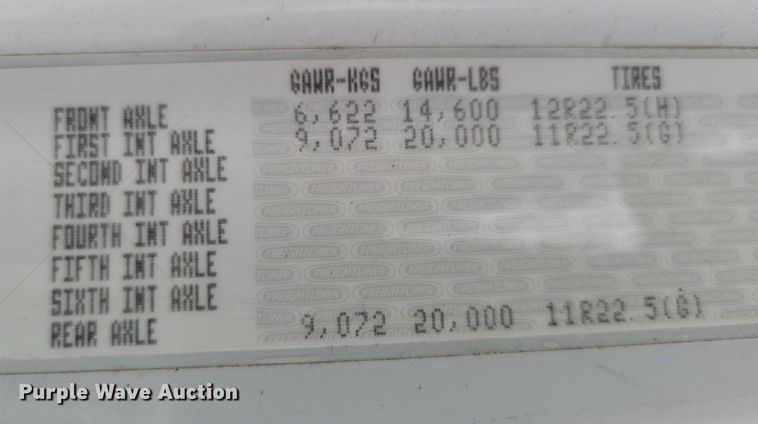 GAWR-KGS GAWR-LBS TIRES
FRONT AXLE 6,622 14,600 12R22.5(H)
FIRST INT AXLE 9,072 20,000 11R22.5(G)
SECOND INT AXLE
THIRD INT AXLE
FOURTH INT AXLE
FIFTH INT AXLE
SIXTH INT AXLE
REAR AXLE 9,072 20,000 11R22.5(G)
FREIGHTLINER
Purple Wave Auction